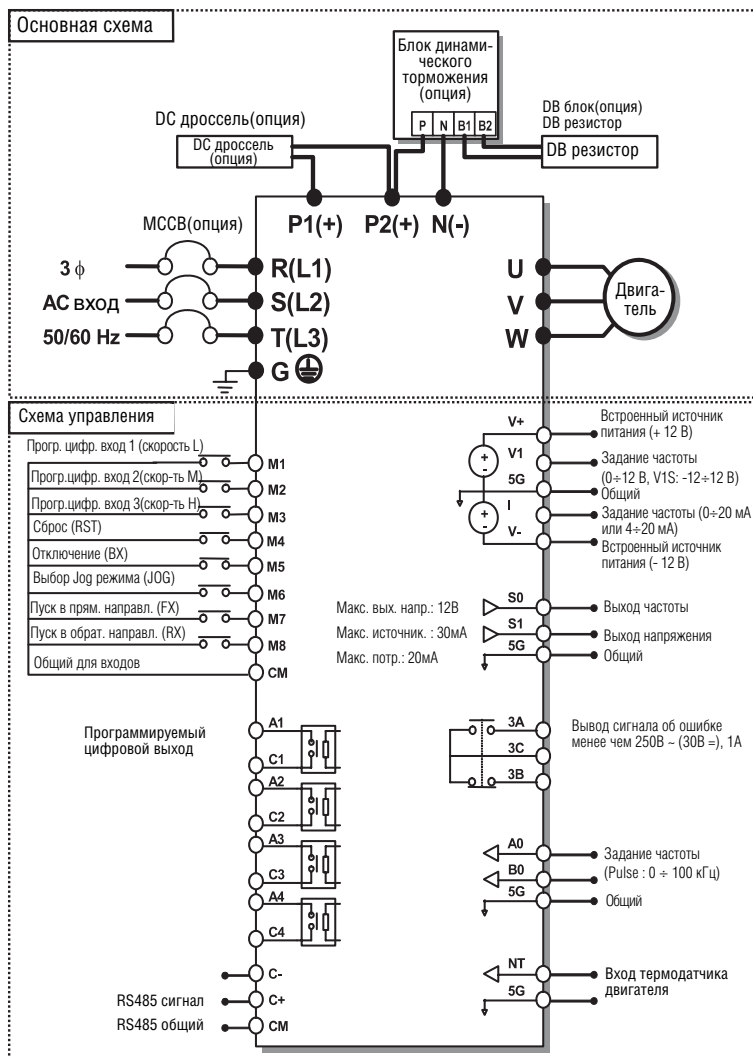 Основная схема
Блок динами-
ческого
торможения
(опция)
P N B1 B2
DC дроссель(опция)
DC дроссель
(опция)
DB блок(опция)
DB резистор
DB резистор
MCCB(опция)
P1(+) P2(+) N(-)
3 ϕ
R(L1)
U
AC вход
S(L2)
V
Двига-
тель
50/60 Hz
T(L3)
W
G
Схема управления
Прогр. цифр. вход 1 (скорость L)
M1
Прогр.цифр. вход 2(скор-ть M)
M2
Прогр.цифр. вход 3(скор-ть H)
M3
Сброс (RST)
M4
Отключение (BX)
M5
Выбор Jog режима (JOG)
M6
Пуск в прям. направл. (FX)
M7
Пуск в обрат. направл. (RX)
M8
Общий для входов
CM
V+
Встроенный источник
питания (+ 12 В)
V1
Задание частоты
(0÷12 В, V1S: -12÷12 В)
5G
Общий
I
Задание частоты (0÷20 мА
или 4÷20 мА)
V-
Встроенный источник
питания (- 12 В)
Макс. вых. напр.: 12В
S0
Выход частоты
Макс. источник. : 30мА
S1
Выход напряжения
Макс. потр.: 20мА
5G
Общий
Программируемый
цифровой выход
A1
C1
A2
C2
A3
C3
A4
C4
3A
3C
3B
Вывод сигнала об ошибке
менее чем 250В ~ (30В =), 1А
A0
Задание частоты
B0
(Pulse : 0 ÷ 100 кГц)
5G
Общий
C-
RS485 сигнал
C+
RS485 общий
CM
NT
Вход термодатчика
двигателя
5G